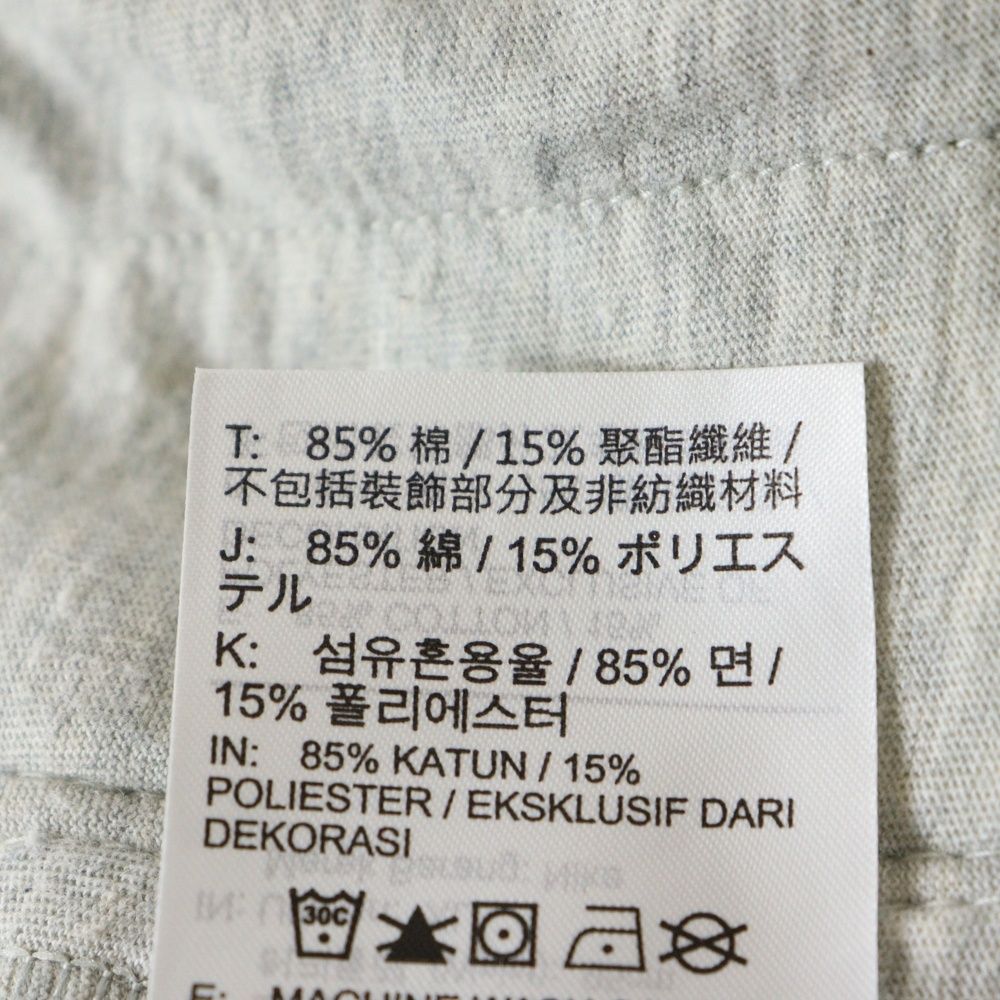 T: 85% 棉 / 15% 聚酯纖維 /
不包括裝飾部分及非紡織材料
J: 85% 綿 / 15% ポリエス
テル
K: 섬유혼용율 / 85% 면 /
15% 폴리에스터
IN: 85% KATUN / 15%
POLIESTER / EKSKLUSIF DARI
DEKORASI
30C
E: MACHINE WASH